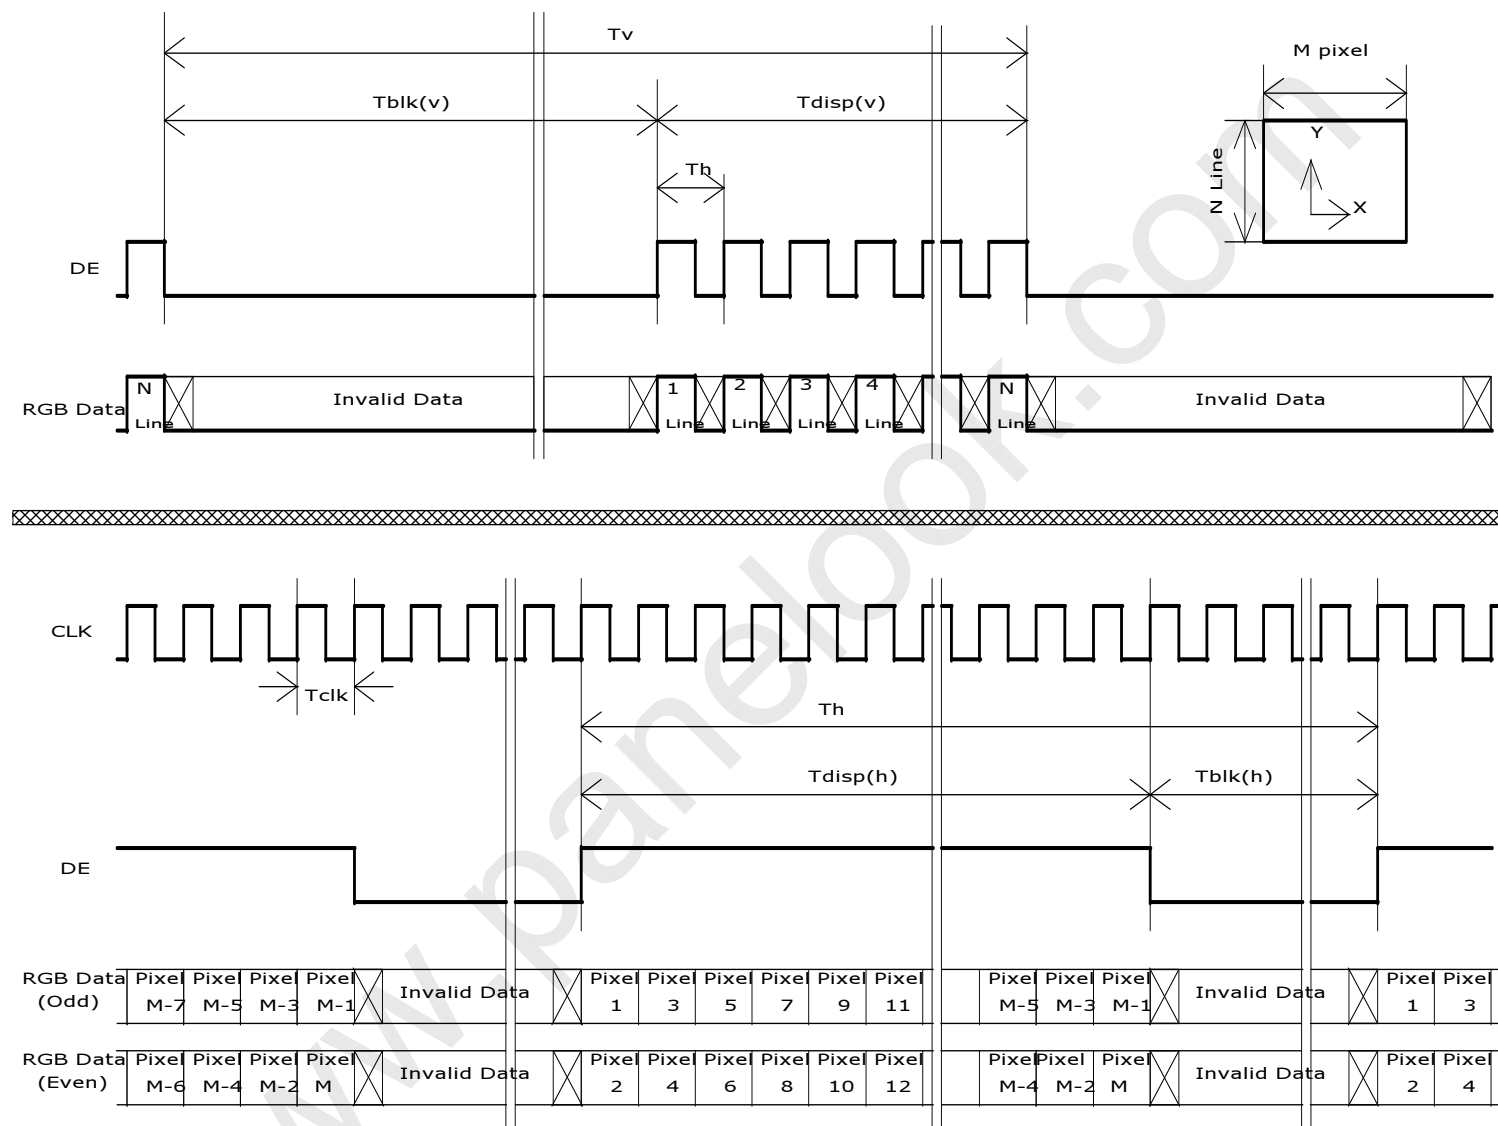 Tv
M pixel
Tblk(v) Tdisp(v)
Y
Th
N Line
X
DE
N 1 2 3 4 N
RGB Data Invalid Data Invalid Data
Line Line Line Line Line Line
CLK
Tclk
Th
Tdisp(h) Tblk(h)
DE
RGB Data Pixel Pixel Pixel Pixel Invalid Data Pixel Pixel Pixel Pixel Pixel Pixel Pixel Pixel Pixel Invalid Data Pixel Pixel
(Odd) M-7 M-5 M-3 M-1 1 3 5 7 9 11 M-5 M-3 M-1 1 3
RGB Data Pixel Pixel Pixel Pixel Invalid Data Pixel Pixel Pixel Pixel Pixel Pixel Pixel Pixel Pixel Invalid Data Pixel Pixel
(Even) M-6 M-4 M-2 M 2 4 6 8 10 12 M-4 M-2 M 2 4
w.panelook.com